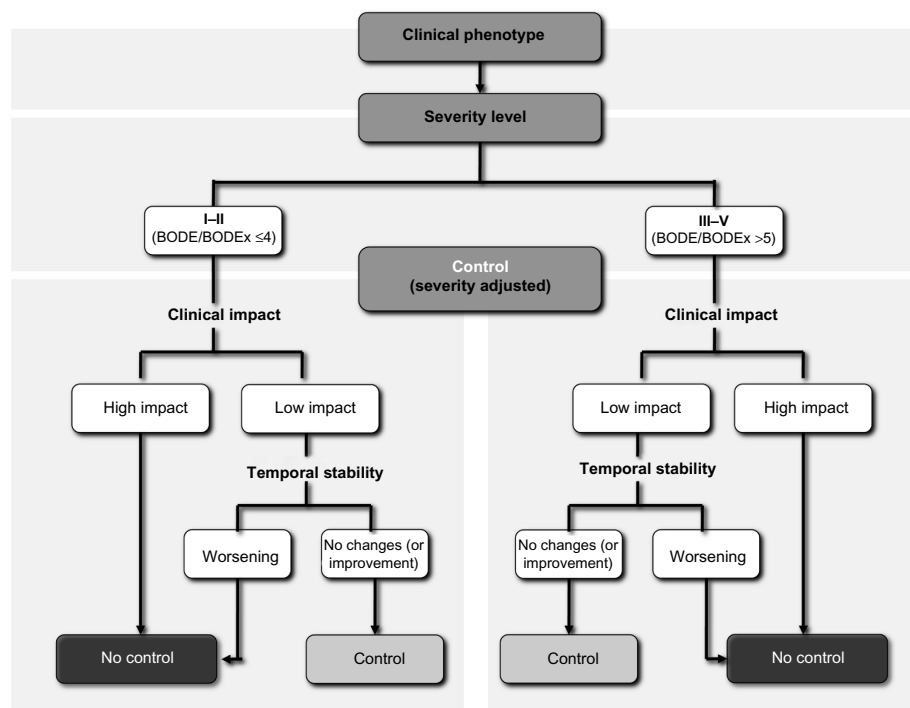 Clinical phenotype
Severity level
I–II
(BODE/BODEx ≤4)
III–V
(BODE/BODEx >5)
Control
(severity adjusted)
Clinical impact
Clinical impact
High impact
Low impact
Low impact
High impact
Temporal stability
Temporal stability
Worsening
No changes (or
improvement)
No changes (or
improvement)
Worsening
No control
Control
Control
No control